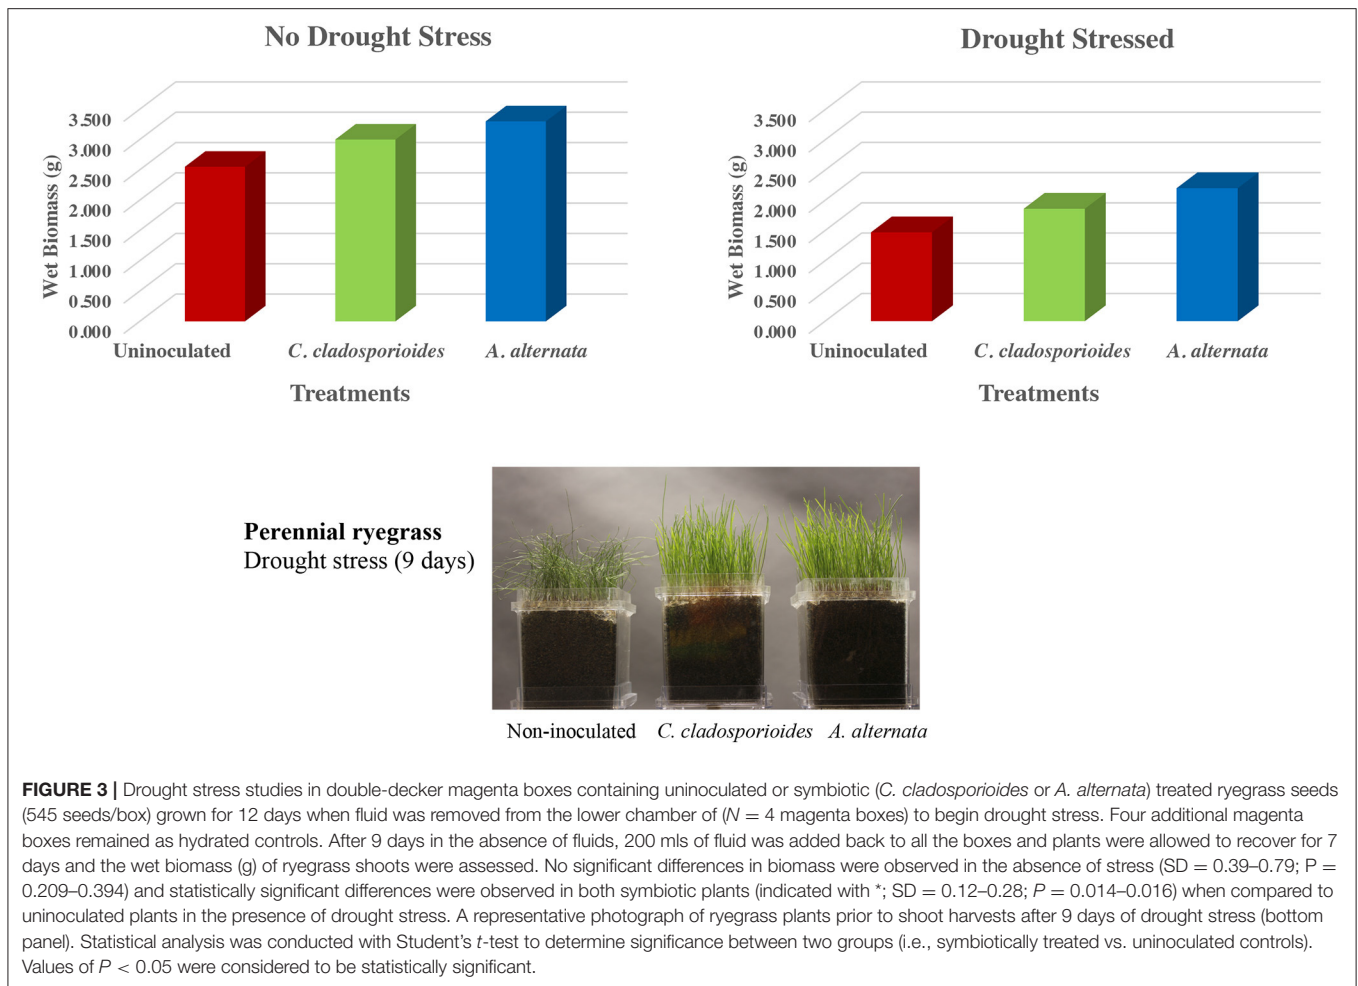 No Drought Stress
3.500
3.000
2.500
2.000
1.500
1.000
0.500
0.000
Wet Biomass (g)
Uninoculated C. cladosporioides A. alternata
Treatments
Drought Stressed
3.500
3.000
2.500
2.000
1.500
1.000
0.500
0.000
Wet Biomass (g)
Uninoculated C. cladosporioides A. alternata
Treatments
Perennial ryegrass
Drought stress (9 days)
Non-inoculated C. cladosporioides A. alternata
FIGURE 3 | Drought stress studies in double-decker magenta boxes containing uninoculated or symbiotic (C. cladosporioides or A. alternata) treated ryegrass seeds
(545 seeds/box) grown for 12 days when fluid was removed from the lower chamber of (N = 4 magenta boxes) to begin drought stress. Four additional magenta
boxes remained as hydrated controls. After 9 days in the absence of fluids, 200 mls of fluid was added back to all the boxes and plants were allowed to recover for 7
days and the wet biomass (g) of ryegrass shoots were assessed. No significant differences in biomass were observed in the absence of stress (SD = 0.39–0.79; P =
0.209–0.394) and statistically significant differences were observed in both symbiotic plants (indicated with *; SD = 0.12–0.28; P = 0.014–0.016) when compared to
uninoculated plants in the presence of drought stress. A representative photograph of ryegrass plants prior to shoot harvests after 9 days of drought stress (bottom
panel). Statistical analysis was conducted with Student's t-test to determine significance between two groups (i.e., symbiotically treated vs. uninoculated controls).
Values of P < 0.05 were considered to be statistically significant.